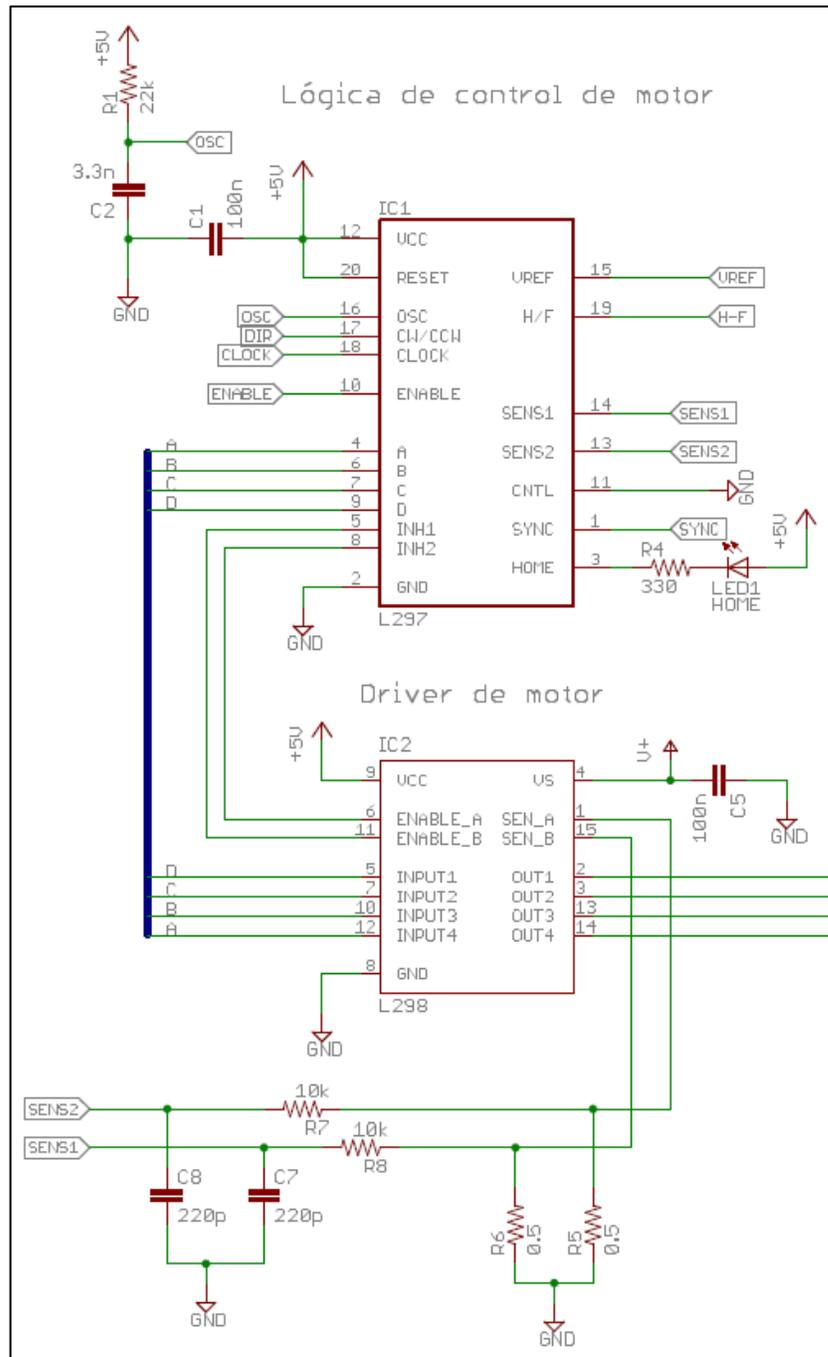 +5V
R1
22k
OSC
3.3n
C2
GND
C1
100n
+5V
Lógica de control de motor
IC1
12 VCC
20 RESET
OSC 16 OSC
DIR 17 CW/CCW
CLOCK 18 CLOCK
ENABLE 10 ENABLE
A 4 A
B 6 B
C 7 C
D 9 D
5 INH1
8 INH2
2 GND
GND
VREF 15 VREF
H/F 19 H-F
SENS1 14 SENS1
SENS2 13 SENS2
CNTL 11 GND
SYNC 1 SYNC
HOME 3
R4
330
LED1
HOME
+5V
L297
Driver de motor
IC2
+5V
9 VCC
6 ENABLE_A
11 ENABLE_B
D 5 INPUT1
C 7 INPUT2
B 10 INPUT3
A 12 INPUT4
8 GND
GND
VS 4
V+
100n
C5
GND
SEN_A 1
SEN_B 15
OUT1 2
OUT2 3
OUT3 13
OUT4 14
L298
SENS2
10k
R7
SENS1
10k
R8
C8
220p
C7
220p
GND
R6
0.5
R5
0.5
GND